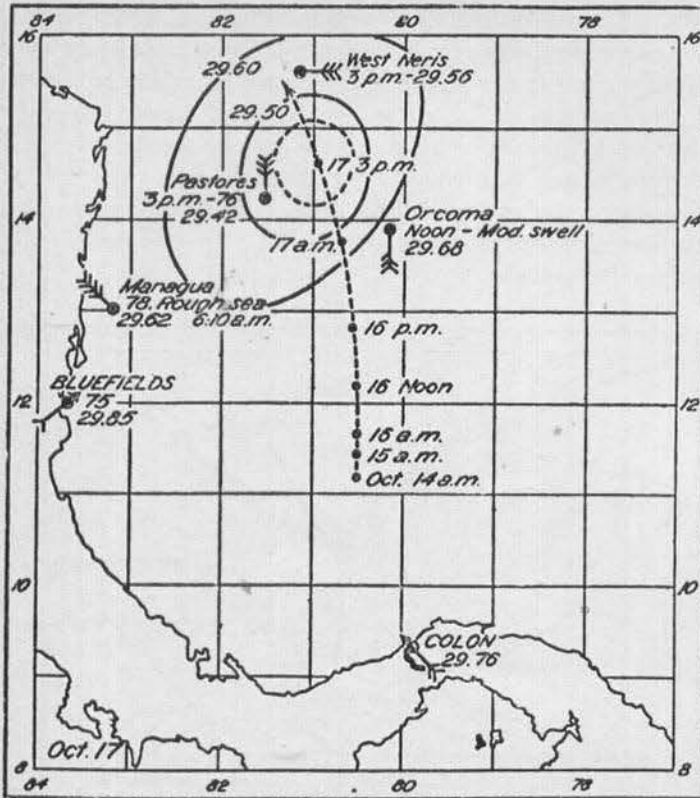 84 82 60 78
16 16
West Neris
3 p.m.-29.56
29.60
29.50
17 3 p.m.
Pastores
3 p.m.-76
29.42
14 14
Orcoma
Noon-Mod. swell
29.68
17 a.m.
Managua
78. Rough sea
29.62 6:10 a.m.
16 p.m.
BLUEFIELDS
75
29.85
16 Noon
12 12
16 a.m.
15 a.m.
Oct. 14 a.m.
10 10
COLON
29.76
Oct. 17
8 8
84 82 60 78